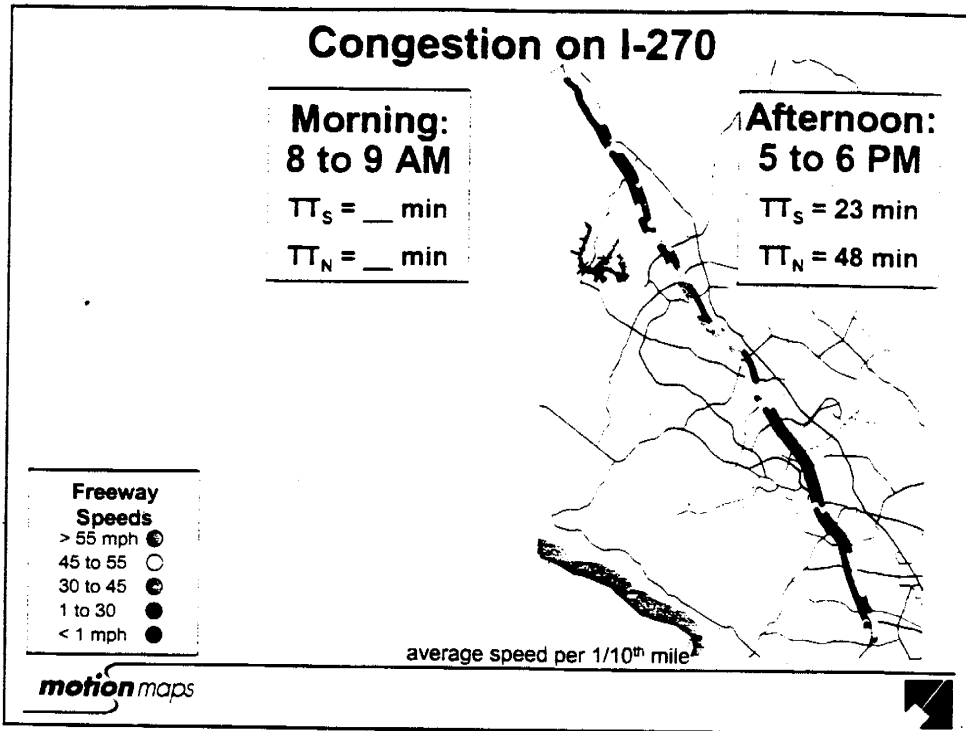 Congestion on I-270
Morning:
8 to 9 AM
TTS = __ min
TTN = __ min
Afternoon:
5 to 6 PM
TTS = 23 min
TTN = 48 min
Freeway
Speeds
> 55 mph
45 to 55
30 to 45
1 to 30
< 1 mph
average speed per 1/10th mile
motion maps